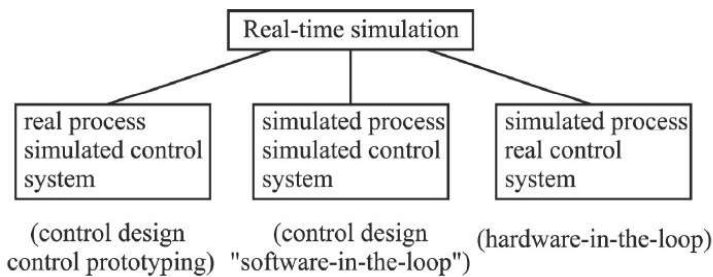 Real-time simulation
real process
simulated control
system
simulated process
simulated control
system
simulated process
real control
system
(control design
control prototyping)
(control design
"software-in-the-loop")
(hardware-in-the-loop)